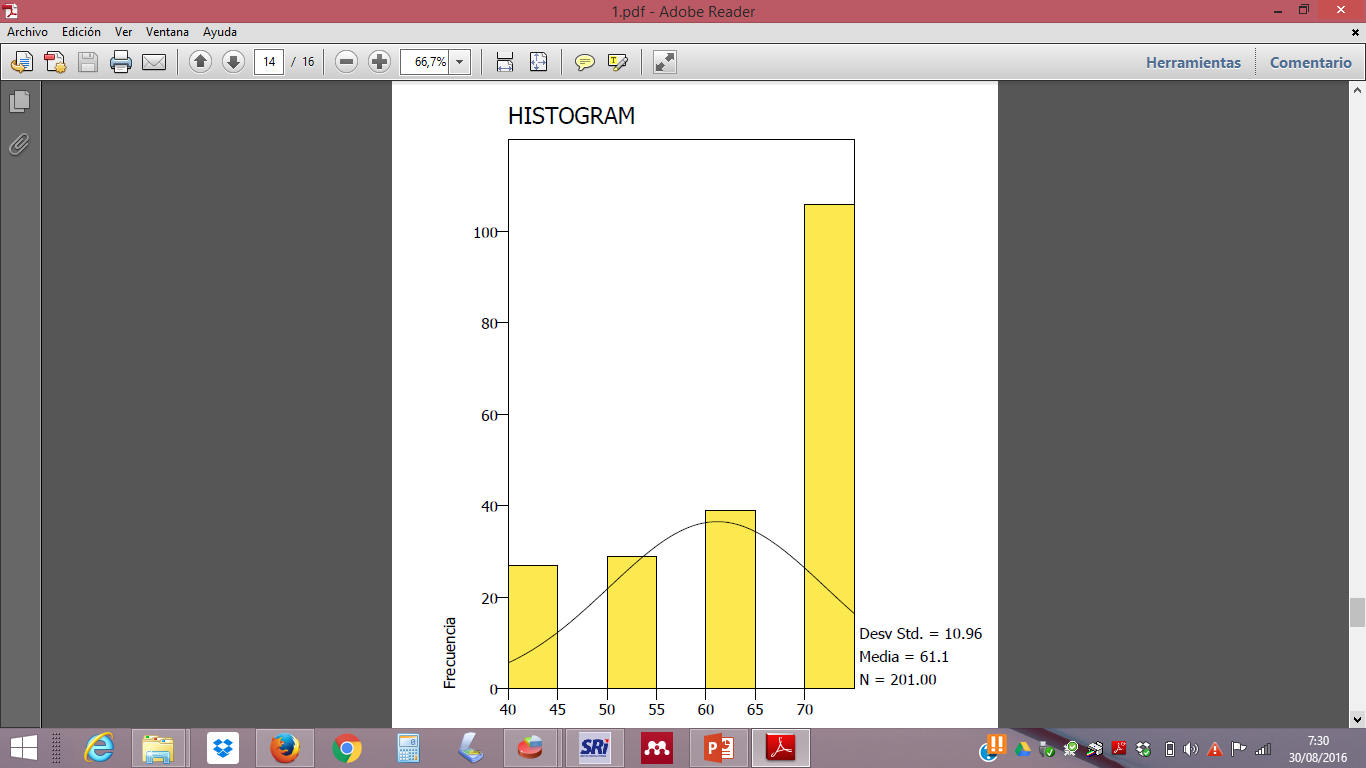 1.pdf - Adobe Reader
Archivo Edición Ver Ventana Ayuda
14 / 16 66,7% Herramientas Comentario
HISTOGRAM
100
80
60
40
20
0
Frecuencia
40 45 50 55 60 65 70
Desv Std. = 10.96
Media = 61.1
N = 201.00
SRi
7:30
30/08/2016